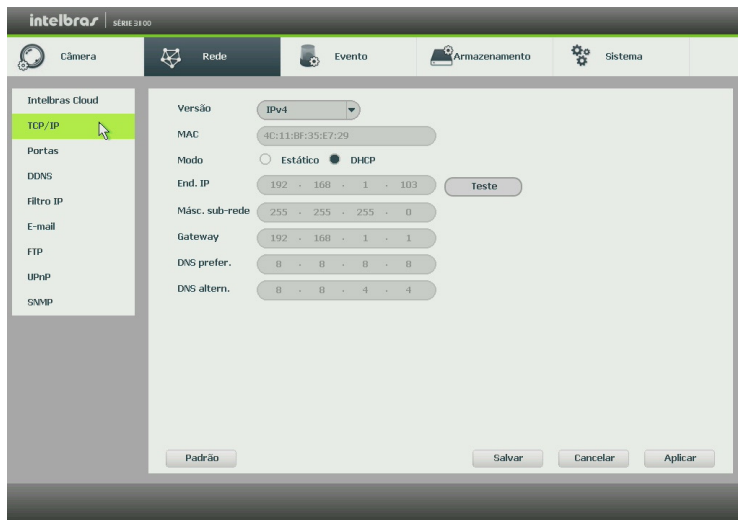 intelbras SÉRIE 3100
Câmera Rede Evento Armazenamento Sistema
Intelbras Cloud
TCP/IP
Portas
DDNS
Filtro IP
E-mail
FTP
UPnP
SNMP
Versão IPv4
MAC 4C:11:BF:35:E7:29
Modo Estático DHCP
End. IP 192 . 168 . 1 . 103 Teste
Másc. sub-rede 255 . 255 . 255 . 0
Gateway 192 . 168 . 1 . 1
DNS prefer. 8 . 8 . 8 . 8
DNS altern. 8 . 8 . 4 . 4
Padrão Salvar Cancelar Aplicar